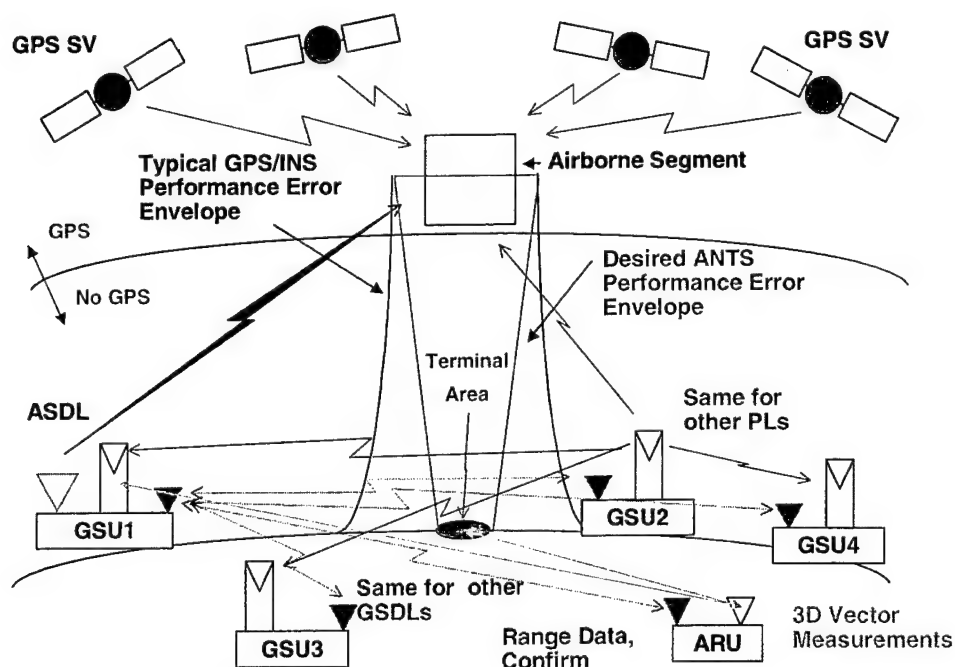 GPS SV
GPS SV
Typical GPS/INS
Performance Error
Envelope
Airborne Segment
GPS
No GPS
Desired ANTS
Performance Error
Envelope
Terminal
Area
ASDL
Same for
other PLs
GSU1
GSU2
GSU4
Same for other
GSDLs
GSU3
Range Data,
Confirm
ARU
3D Vector
Measurements